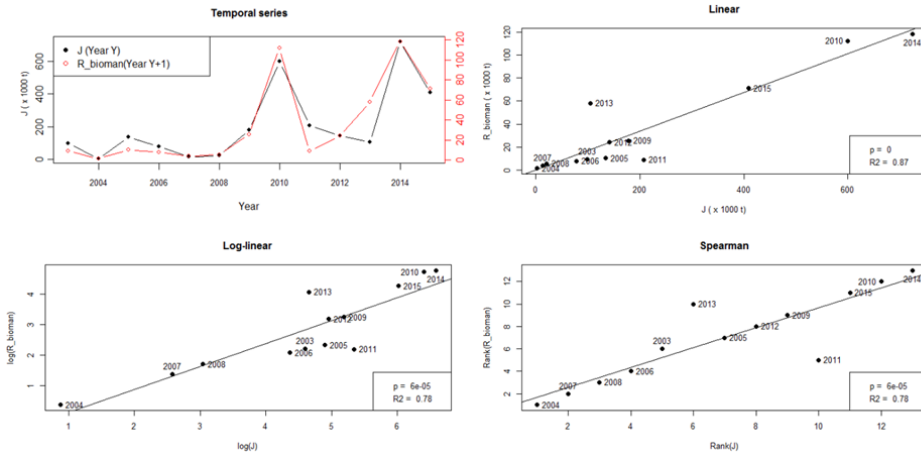 Temporal series
J (Year Y)
R_bioman(Year Y+1)
J ( x 1000 t)
0 200 400 600
0 20 40 60 80 100 120
R_bioman ( x 1000 t)
2004 2006 2008 2010 2012 2014
Year
Linear
R_bioman ( x 1000 t)
0 20 40 60 80 100 120
2010
2014
2015
2013
2009
2003
2005
2006
2011
2007
2008
2004
p = 0
R2 = 0.87
0 200 400 600
J ( x 1000 t)
Log-linear
log(R_bioman)
1 2 3 4
2010
2014
2015
2013
2012
2009
2003
2005
2006
2011
2007
2008
2004
p = 6e-05
R2 = 0.78
1 2 3 4 5 6
log(J)
Spearman
Rank(R_bioman)
2 4 6 8 10 12
2010
2014
2015
2013
2009
2012
2005
2003
2011
2006
2008
2007
2004
p = 6e-05
R2 = 0.78
2 4 6 8 10 12
Rank(J)